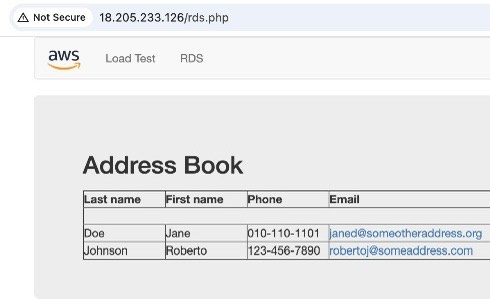 Not Secure 18.205.233.126/rds.php
aws Load Test RDS
Address Book
Last name First name Phone Email
Doe Jane 010-110-1101 janed@someotheraddress.org
Johnson Roberto 123-456-7890 robertoj@someaddress.com